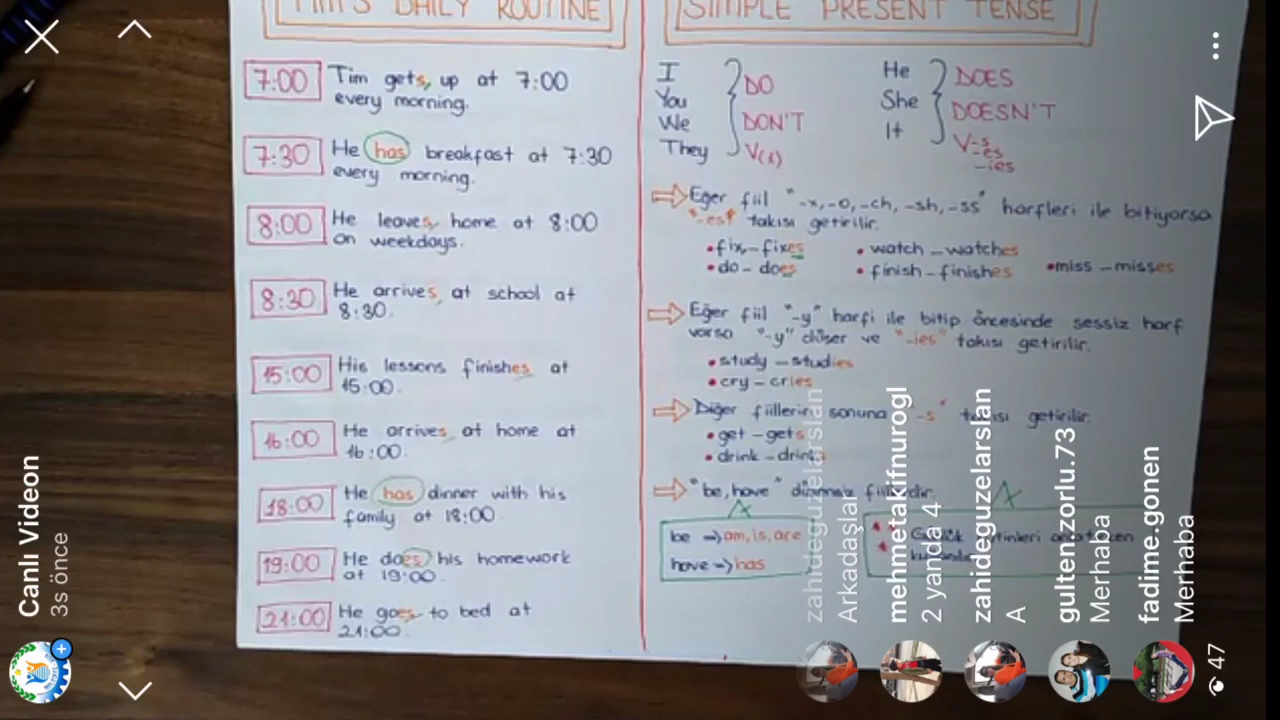 TIM'S DAILY ROUTINE
7:00 Tim gets up at 7:00
every morning.
7:30 He has breakfast at 7:30
every morning.
8:00 He leaves home at 8:00
on weekdays.
8:30 He arrives at school at
8:30.
15:00 His lessons finishes at
15:00.
16:00 He arrives at home at
16:00.
18:00 He has dinner with his
family at 18:00
19:00 He does his homework
at 19:00.
21:00 He goes to bed at
21:00.
SIMPLE PRESENT TENSE
I
You
We
They
DO
DON'T
V(1)
He
She
It
DOES
DOESN'T
V-s
-es
-ies
Eğer fiil "-x, -o, -ch, -sh, -ss" harfleri ile bitiyorsa
"-es" takısı getirilir.
fix - fixes
watch - watches
do - does
finish - finishes
miss - misses
Eğer fiil "-y" harfi ile bitip öncesinde sessiz harf
varsa "-y" düşer ve "-ies" takısı getirilir.
study - studies
cry - cries
Diğer fiillerin sonuna "-s" takısı getirilir.
get - gets
drink - drinks
"be, have" düzensiz fiillerdir.
be → am, is, are
have → has
Canlı Videon
3s önce
zahideguzelarslan
Arkadaşlar
mehmetakifnurogl
2 yanda 4
zahideguzelarslan
A
gultenzorlu.73
Merhaba
fadime.gonen
Merhaba
47